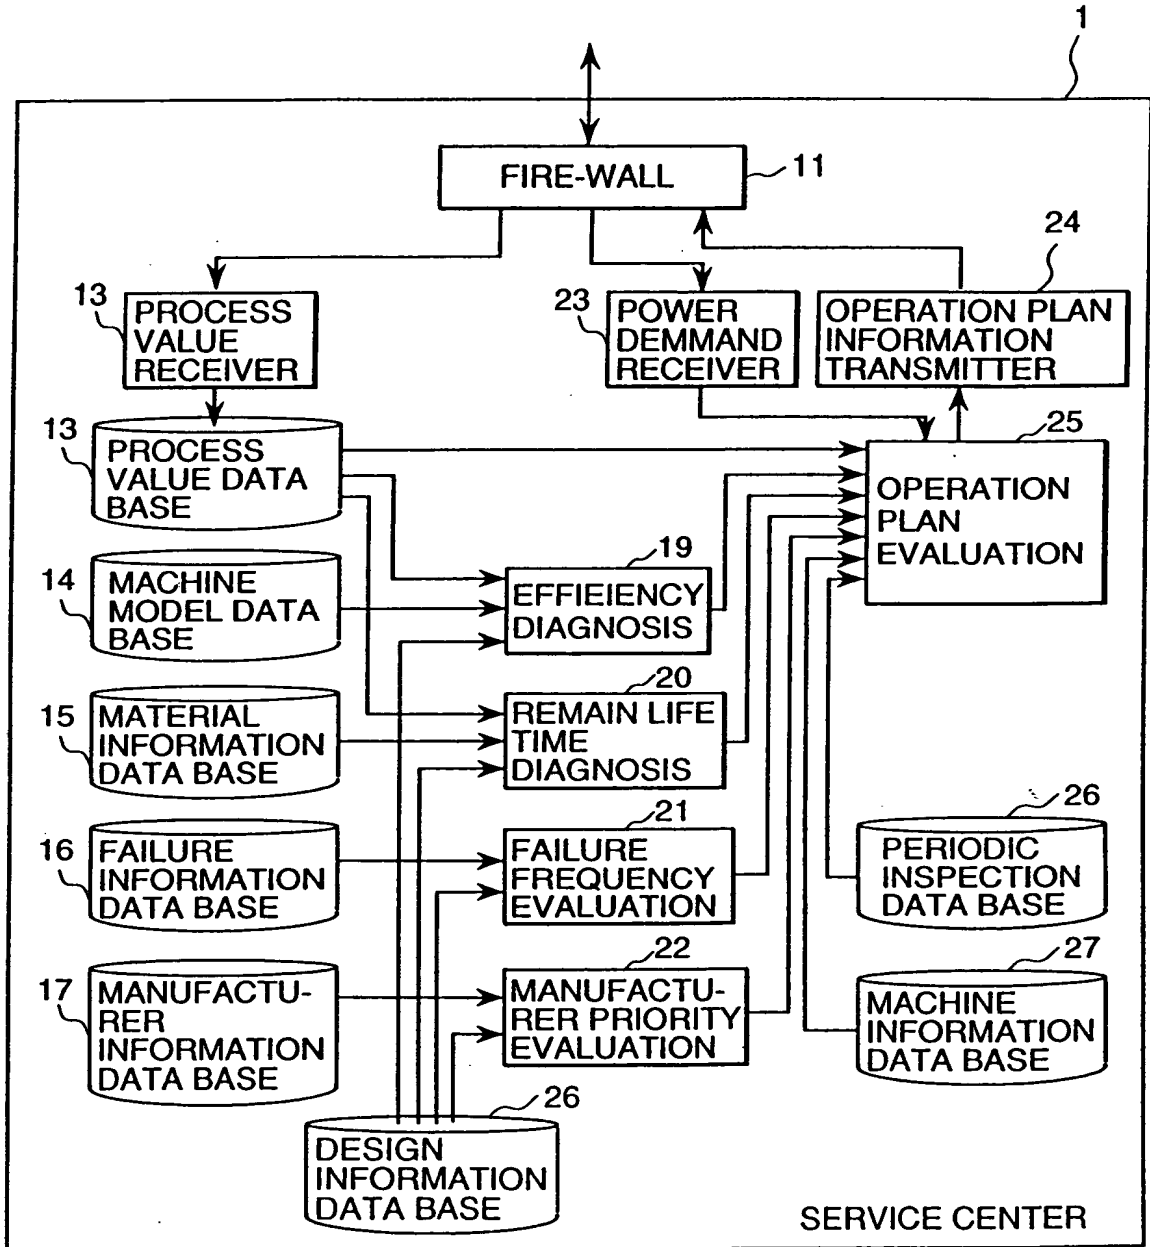 1
FIRE-WALL
11
24
13
PROCESS
VALUE
RECEIVER
23
POWER
DEMMAND
RECEIVER
OPERATION PLAN
INFORMATION
TRANSMITTER
13
PROCESS
VALUE DATA
BASE
25
OPERATION
PLAN
EVALUATION
14
MACHINE
MODEL DATA
BASE
19
EFFIEIENCY
DIAGNOSIS
15
MATERIAL
INFORMATION
DATA BASE
20
REMAIN LIFE
TIME
DIAGNOSIS
16
FAILURE
INFORMATION
DATA BASE
21
FAILURE
FREQUENCY
EVALUATION
26
PERIODIC
INSPECTION
DATA BASE
17
MANUFACTU-
RER
INFORMATION
DATA BASE
22
MANUFACTU-
RER PRIORITY
EVALUATION
27
MACHINE
INFORMATION
DATA BASE
26
DESIGN
INFORMATION
DATA BASE
SERVICE CENTER